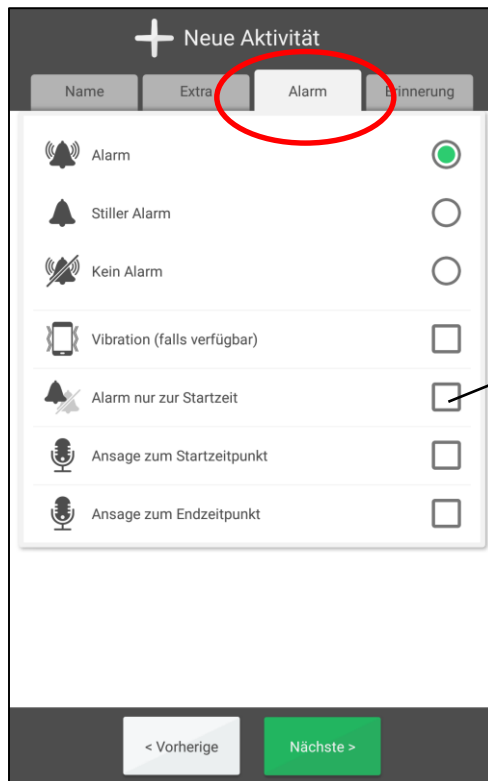 Neue Aktivität
Name Extra Alarm Erinnerung
Alarm
Stiller Alarm
Kein Alarm
Vibration (falls verfügbar)
Alarm nur zur Startzeit
Ansage zum Startzeitpunkt
Ansage zum Endzeitpunkt
< Vorherige Nächste >